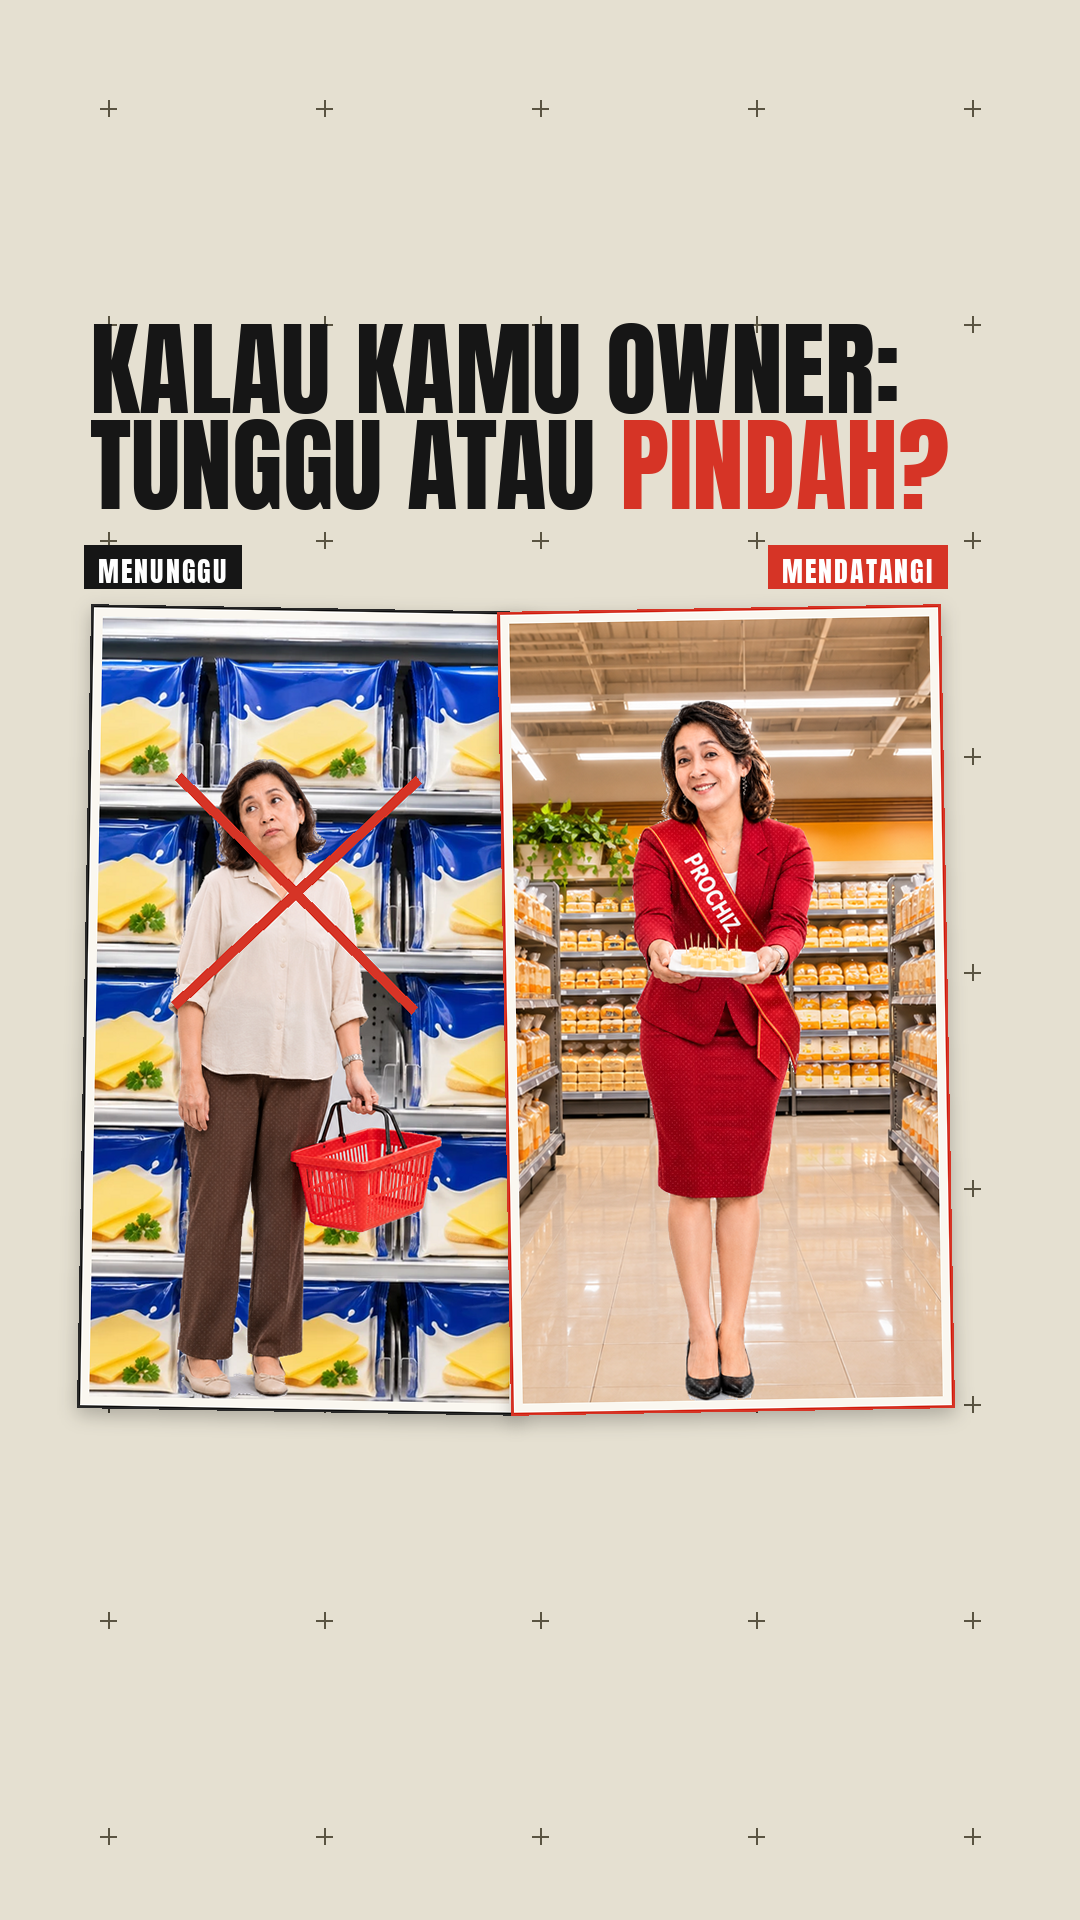 KALAU KAMU OWNER:
TUNGGU ATAU PINDAH?
MENUNGGU
MENDATANGI
PROCHIZ